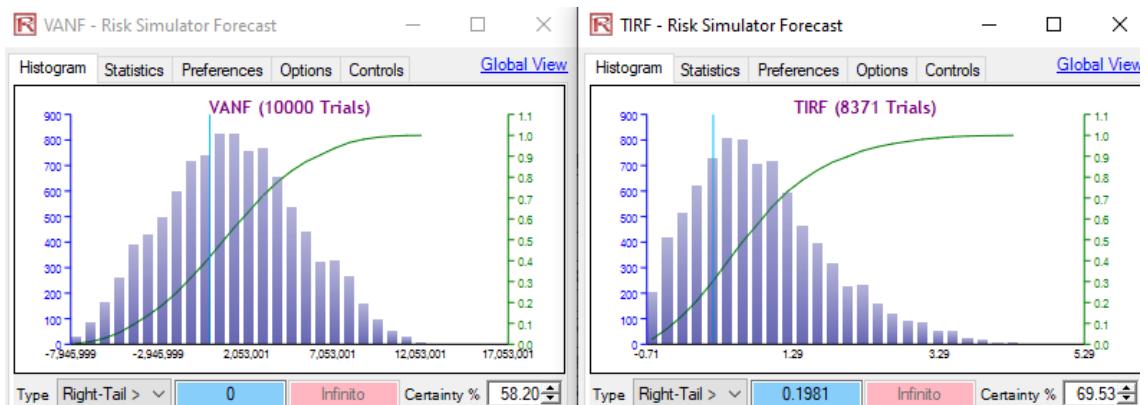 VANF - Risk Simulator Forecast
Histogram Statistics Preferences Options Controls Global View
VANF (10000 Trials)
900 1.1
800 1.0
700 0.9
600 0.8
500 0.7
400 0.6
300 0.5
200 0.4
100 0.3
0 0.2
0.1
0.0
-7,946,999 -2,946,999 2,053,001 7,053,001 12,053,001 17,053,001
Type Right-Tail > 0 Infinito Certainty % 58.20
TIRF - Risk Simulator Forecast
Histogram Statistics Preferences Options Controls Global View
TIRF (8371 Trials)
900 1.1
800 1.0
700 0.9
600 0.8
500 0.7
400 0.6
300 0.5
200 0.4
100 0.3
0 0.2
0.1
0.0
-0.71 1.29 3.29 5.29
Type Right-Tail > 0.1981 Infinito Certainty % 69.53